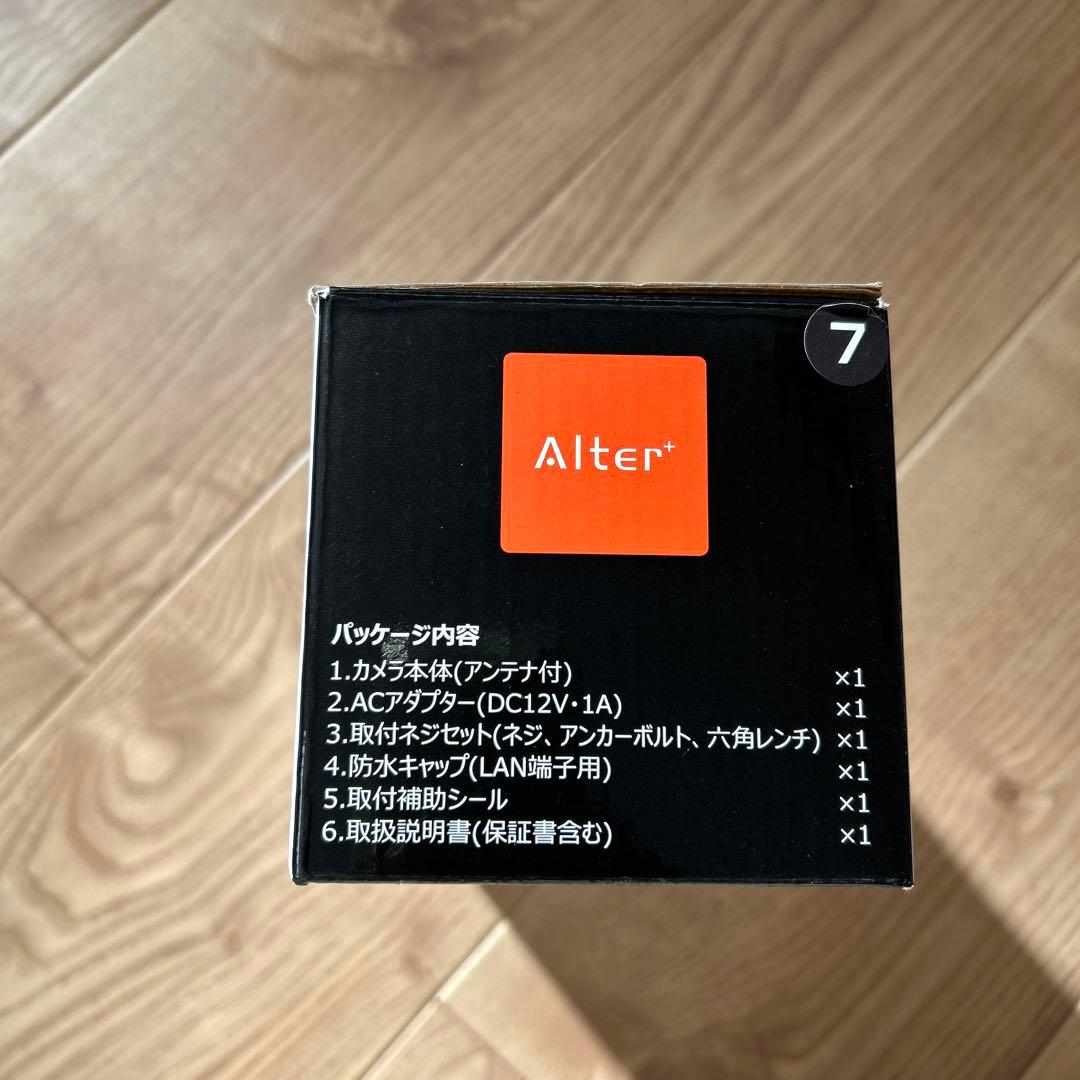 7
Alter+
パッケージ内容
1.カメラ本体(アンテナ付) ×1
2.ACアダプター(DC12V・1A) ×1
3.取付ネジセット(ネジ、アンカーボルト、六角レンチ) ×1
4.防水キャップ(LAN端子用) ×1
5.取付補助シール ×1
6.取扱説明書(保証書含む) ×1